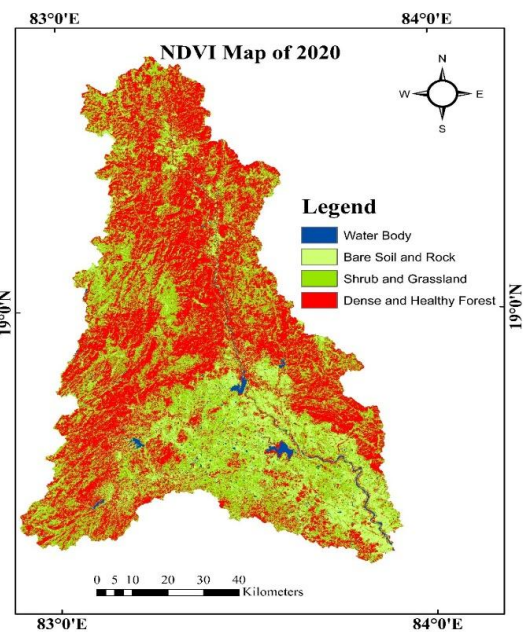 83°0'E 84°0'E
NDVI Map of 2020
N
W E
S
Legend
Water Body
Bare Soil and Rock
Shrub and Grassland
Dense and Healthy Forest
19°0'N 19°0'N
0 5 10 20 30 40
Kilometers
83°0'E 84°0'E